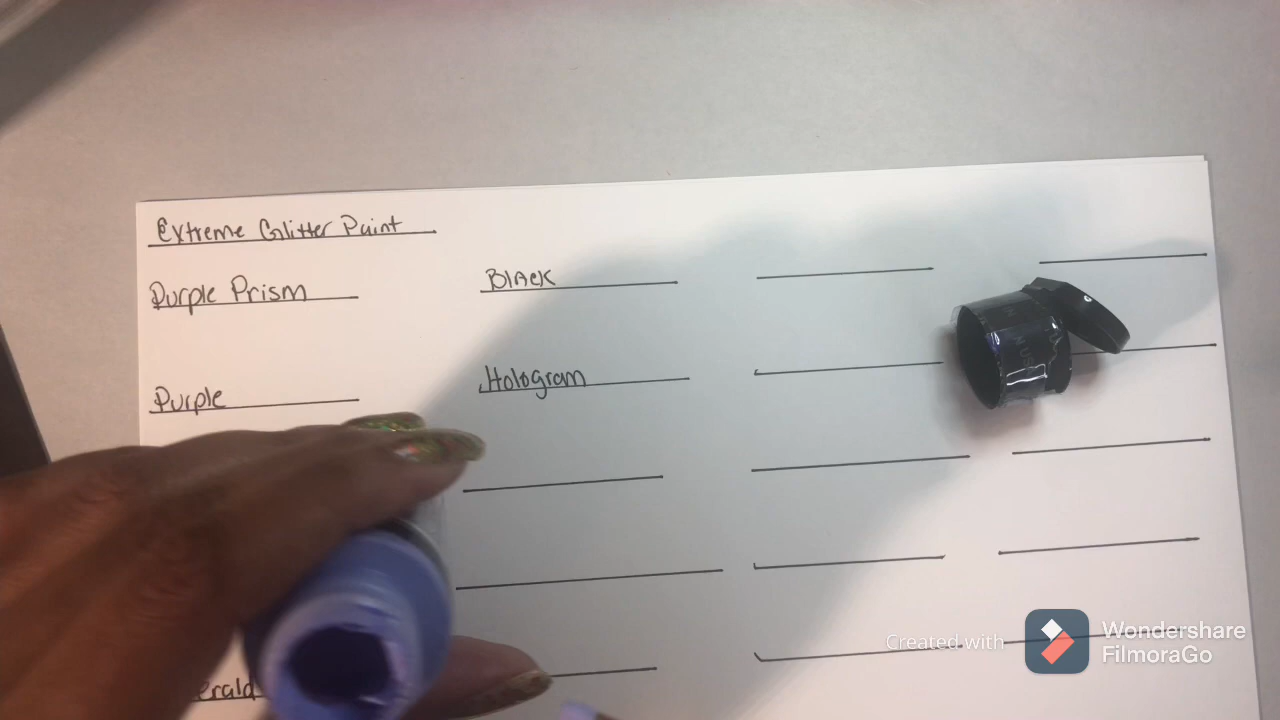 Extreme Glitter Paint
Purple Prism
Black
Purple
Hologram
Created with
Wondershare
FilmoraGo